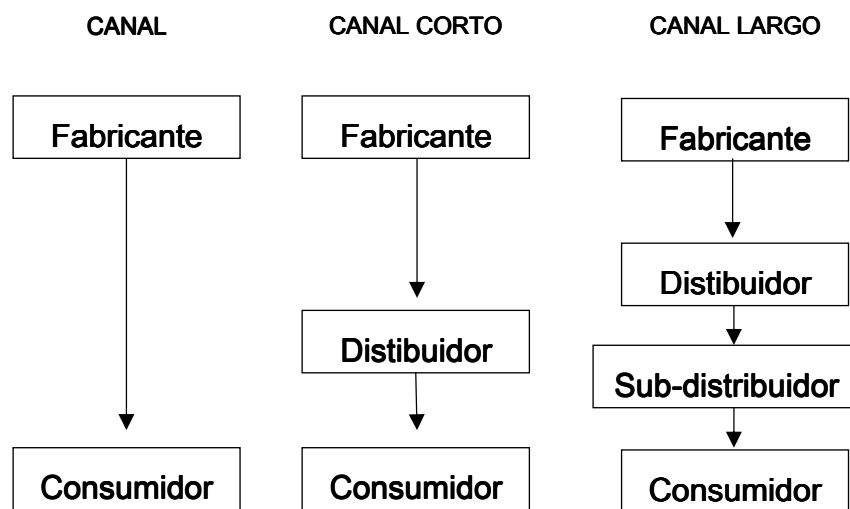 CANAL
Fabricante
Consumidor
CANAL CORTO
Fabricante
Distibuidor
Consumidor
CANAL LARGO
Fabricante
Distibuidor
Sub-distribuidor
Consumidor